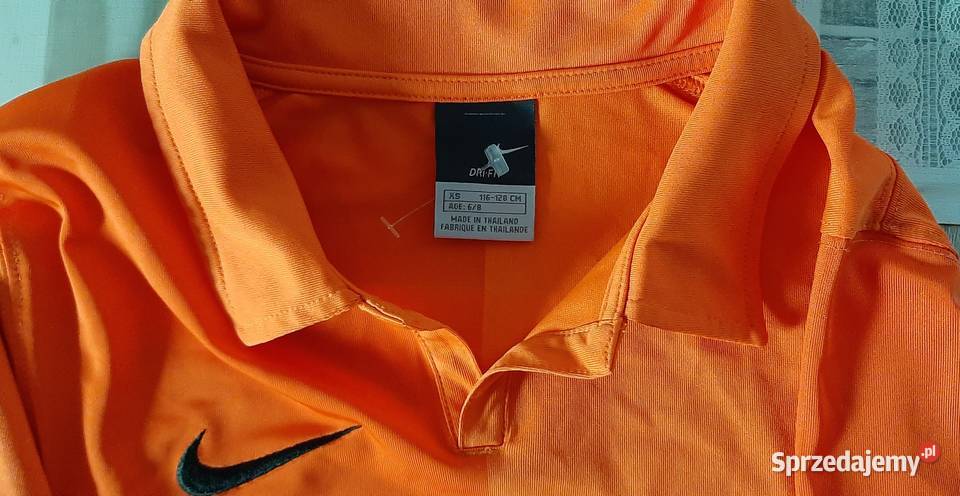 DRI-FIT
XS 116-128 CM
AGE: 6/8
MADE IN THAILAND
FABRIQUE EN THAILANDE
Sprzedajemy.pl